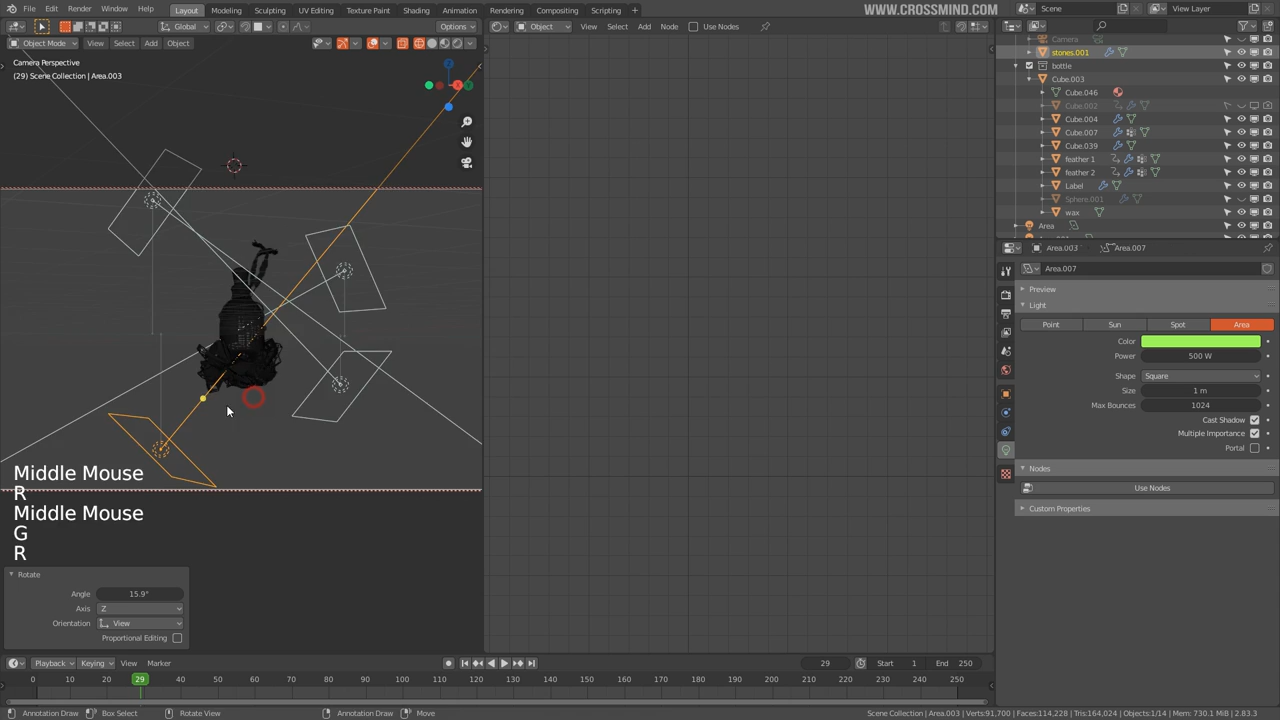 File Edit Render Window Help
Layout Modeling Sculpting UV Editing Texture Paint Shading Animation Rendering Compositing Scripting +
WWW.CROSSMIND.COM
Scene
View Layer
Global
Options
Object Mode View Select Add Object
Object View Select Add Node Use Nodes
Camera Perspective
(29) Scene Collection | Area.003
Camera
stones.001
bottle
Cube.003
Cube.046
Cube.002
Cube.004
Cube.007
Cube.039
feather 1
feather 2
Label
Sphere.001
wax
Area
Area.003 Area.007
Area.007
Preview
Light
Point Sun Spot Area
Color
Power 500 W
Shape Square
Size 1 m
Max Bounces 1024
Cast Shadow
Multiple Importance
Portal
Nodes
Use Nodes
Custom Properties
Middle Mouse
R
Middle Mouse
G
R
Rotate
Angle 15.9°
Axis Z
Orientation View
Proportional Editing
Playback Keying View Marker
29 Start 1 End 250
0 10 20 29 40 50 60 70 80 90 100 110 120 130 140 150 160 170 180 190 200 210 220 230 240 250
Annotation Draw Box Select Rotate View Annotation Draw Move
Scene Collection | Area.003 | Verts:91,700 | Faces:114,228 | Tris:164,024 | Objects:1/14 | Mem: 730.1 MiB | 2.83.3